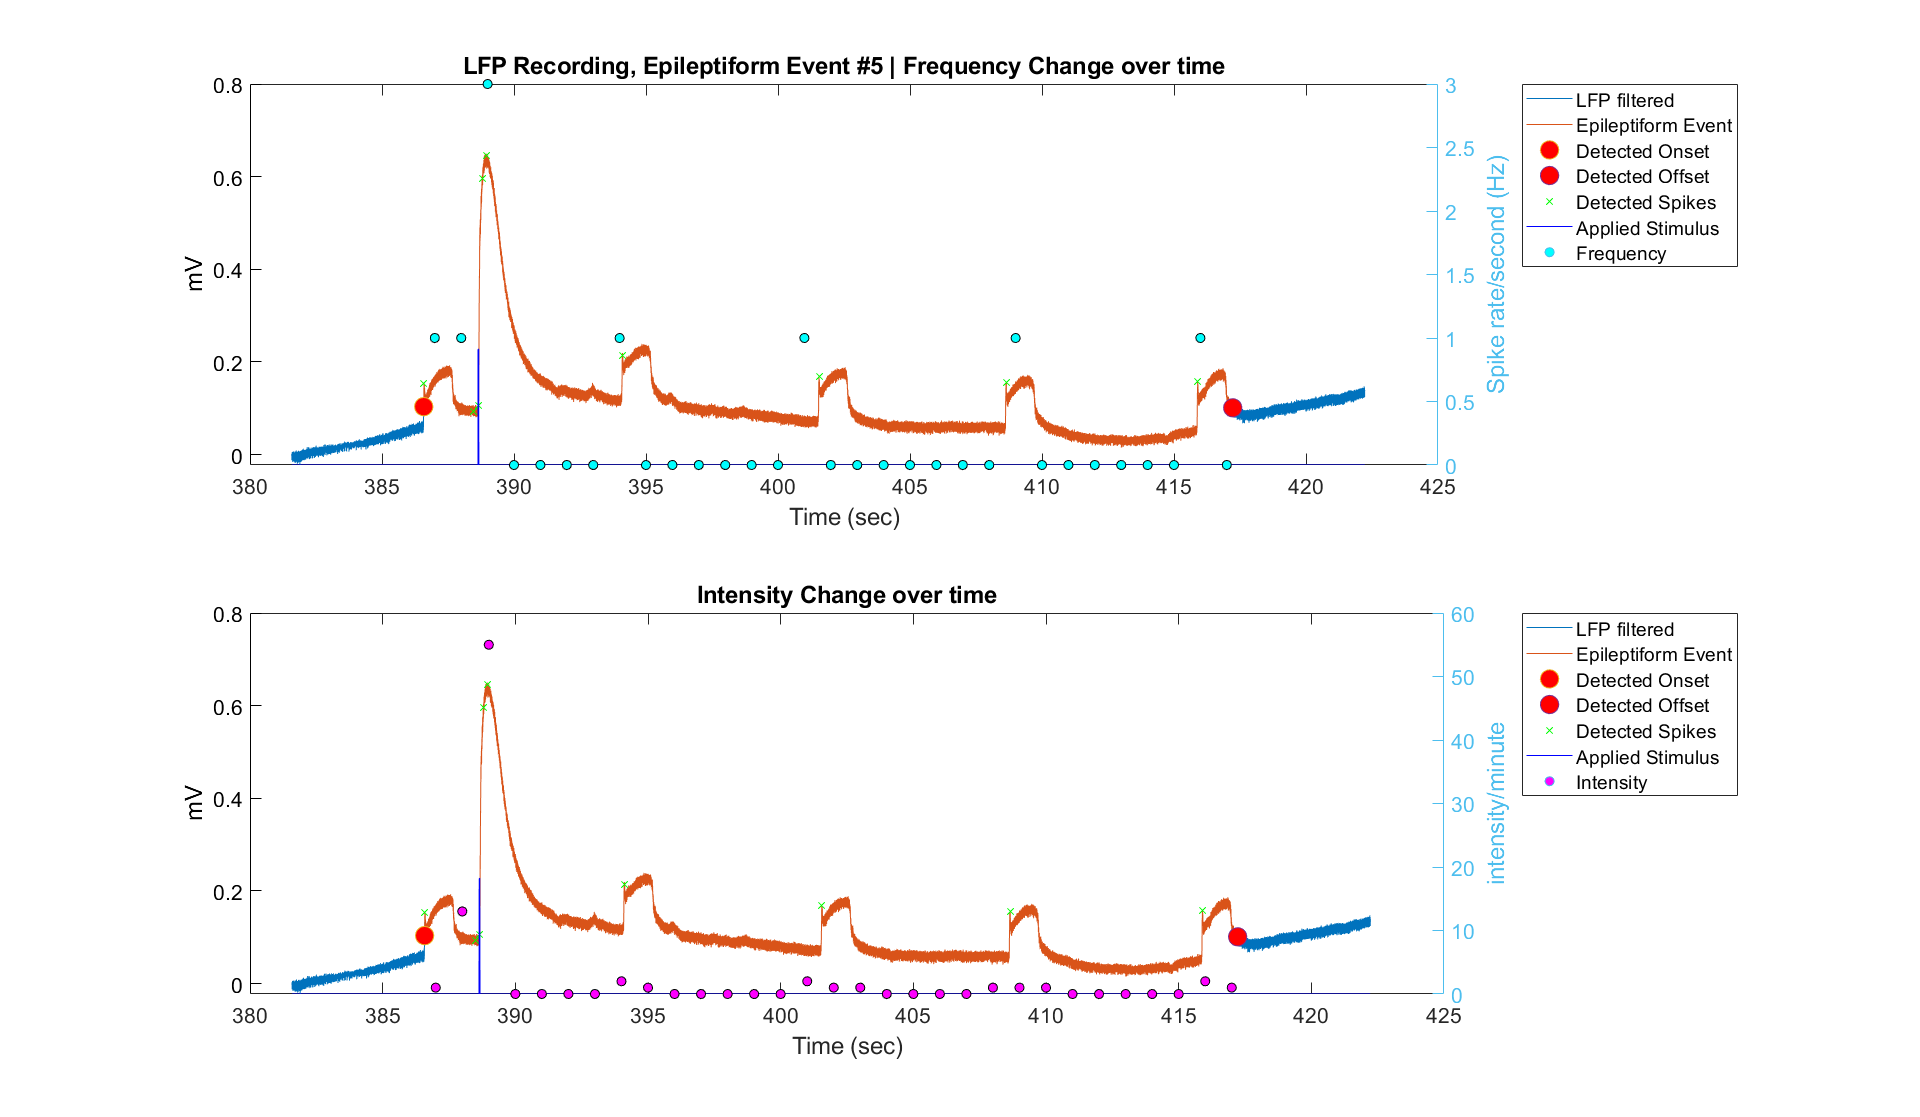 LFP Recording, Epileptiform Event #5 | Frequency Change over time
0.8
0.6
0.4
0.2
0
mV
380 385 390 395 400 405 410 415 420 425
Time (sec)
3
2.5
2
1.5
1
0.5
0
Spike rate/second (Hz)
LFP filtered
Epileptiform Event
Detected Onset
Detected Offset
Detected Spikes
Applied Stimulus
Frequency
Intensity Change over time
0.8
0.6
0.4
0.2
0
mV
380 385 390 395 400 405 410 415 420 425
Time (sec)
60
50
40
30
20
10
0
intensity/minute
LFP filtered
Epileptiform Event
Detected Onset
Detected Offset
Detected Spikes
Applied Stimulus
Intensity